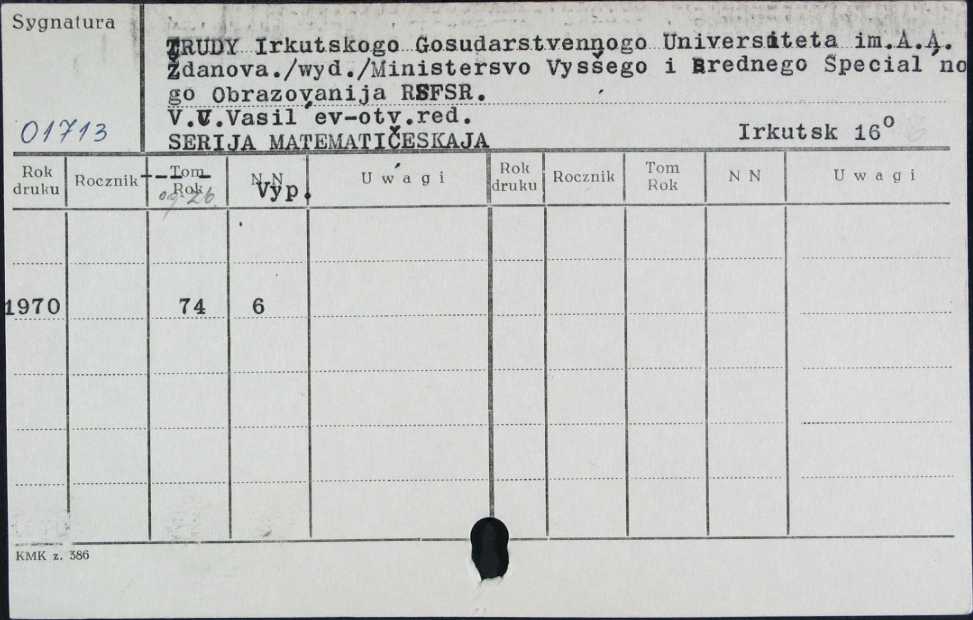 Sygnatura
TRUDY Irkutskogo Gosudarstvennogo Universiteta im.A.A.
Ždanova./wyd./Ministersvo Vysšego i Srednego Special'no
go Obrazovanija RSFSR.
V.V.Vasil'ev-otv.red.
01713
SERIJA MATEMATIČESKAJA
Irkutsk 16°
Rok druku
Rocznik
Tom Rok
N N
Vyp.
U w a g i
Rok druku
Rocznik
Tom Rok
N N
U w a g i
1970 74 6
KMK z. 386